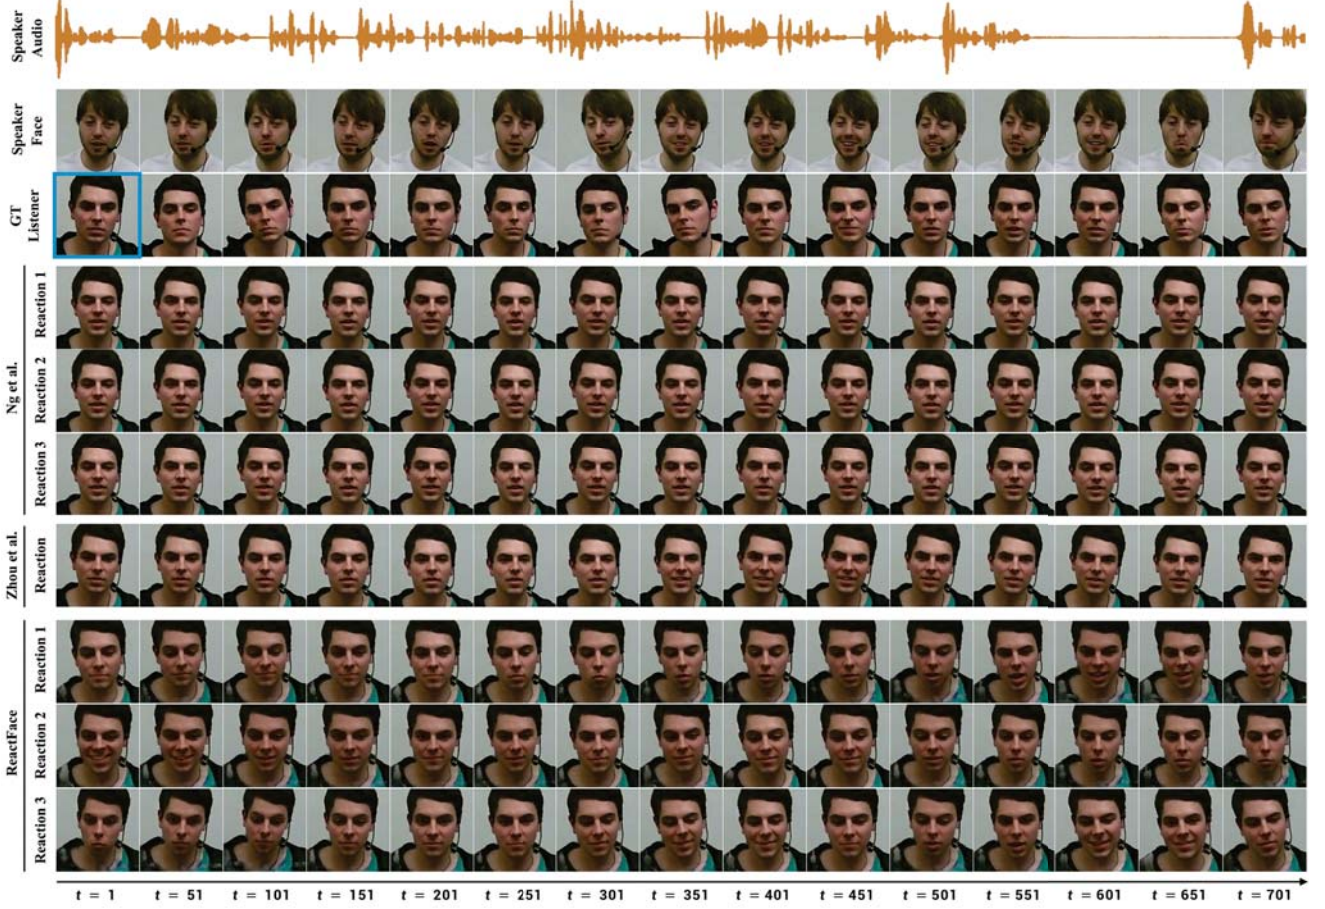 Speaker
Audio
Speaker
Face
GT
Listener
Ng et al.
Reaction 1
Reaction 2
Reaction 3
Zhou et al.
Reaction
ReactFace
Reaction 1
Reaction 2
Reaction 3
t = 1 t = 51 t = 101 t = 151 t = 201 t = 251 t = 301 t = 351 t = 401 t = 451 t = 501 t = 551 t = 601 t = 651 t = 701